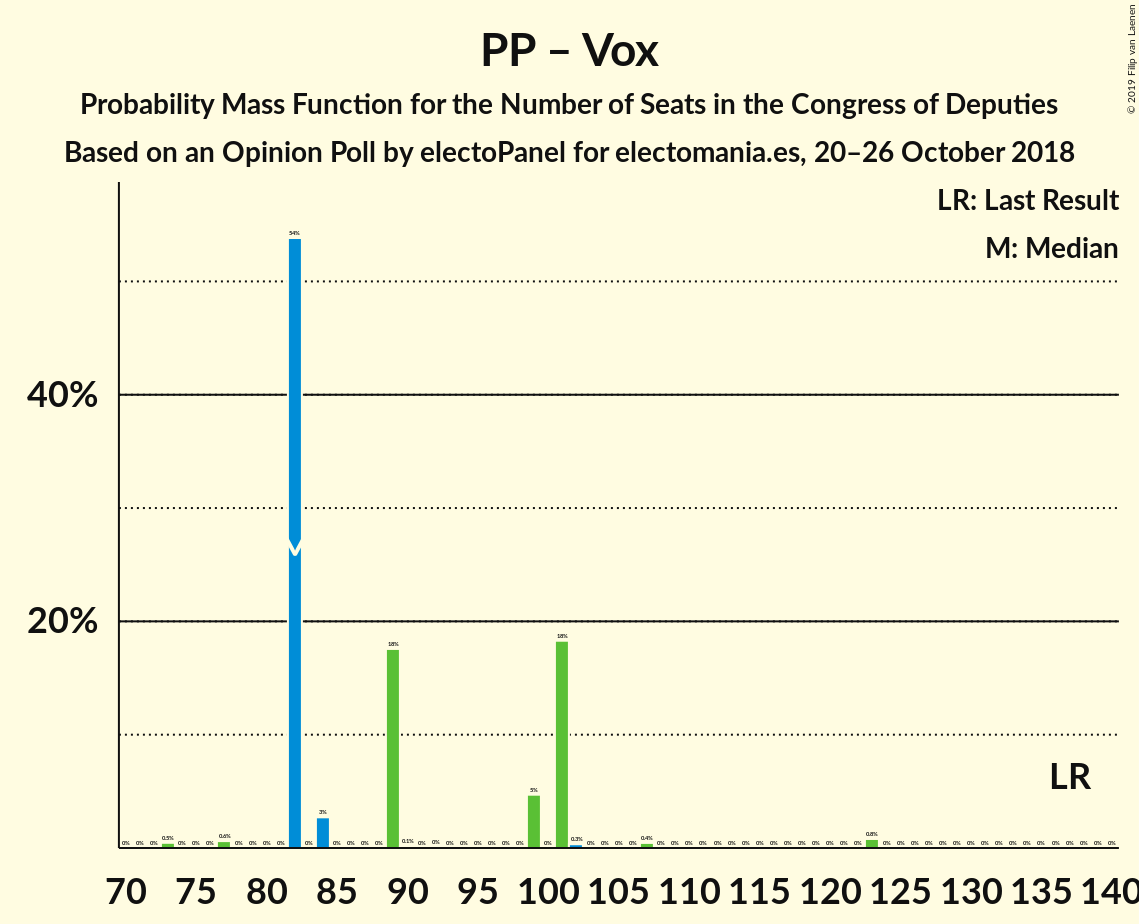 PP – Vox
Probability Mass Function for the Number of Seats in the Congress of Deputies
Based on an Opinion Poll by electoPanel for electomania.es, 20–26 October 2018
© 2019 Filip van Laenen
LR: Last Result
M: Median
40%
20%
54%
3%
18%
0.1%
5%
18%
0.3%
0.4%
0.8%
0.5%
0.6%
LR
70 75 80 85 90 95 100 105 110 115 120 125 130 135 140